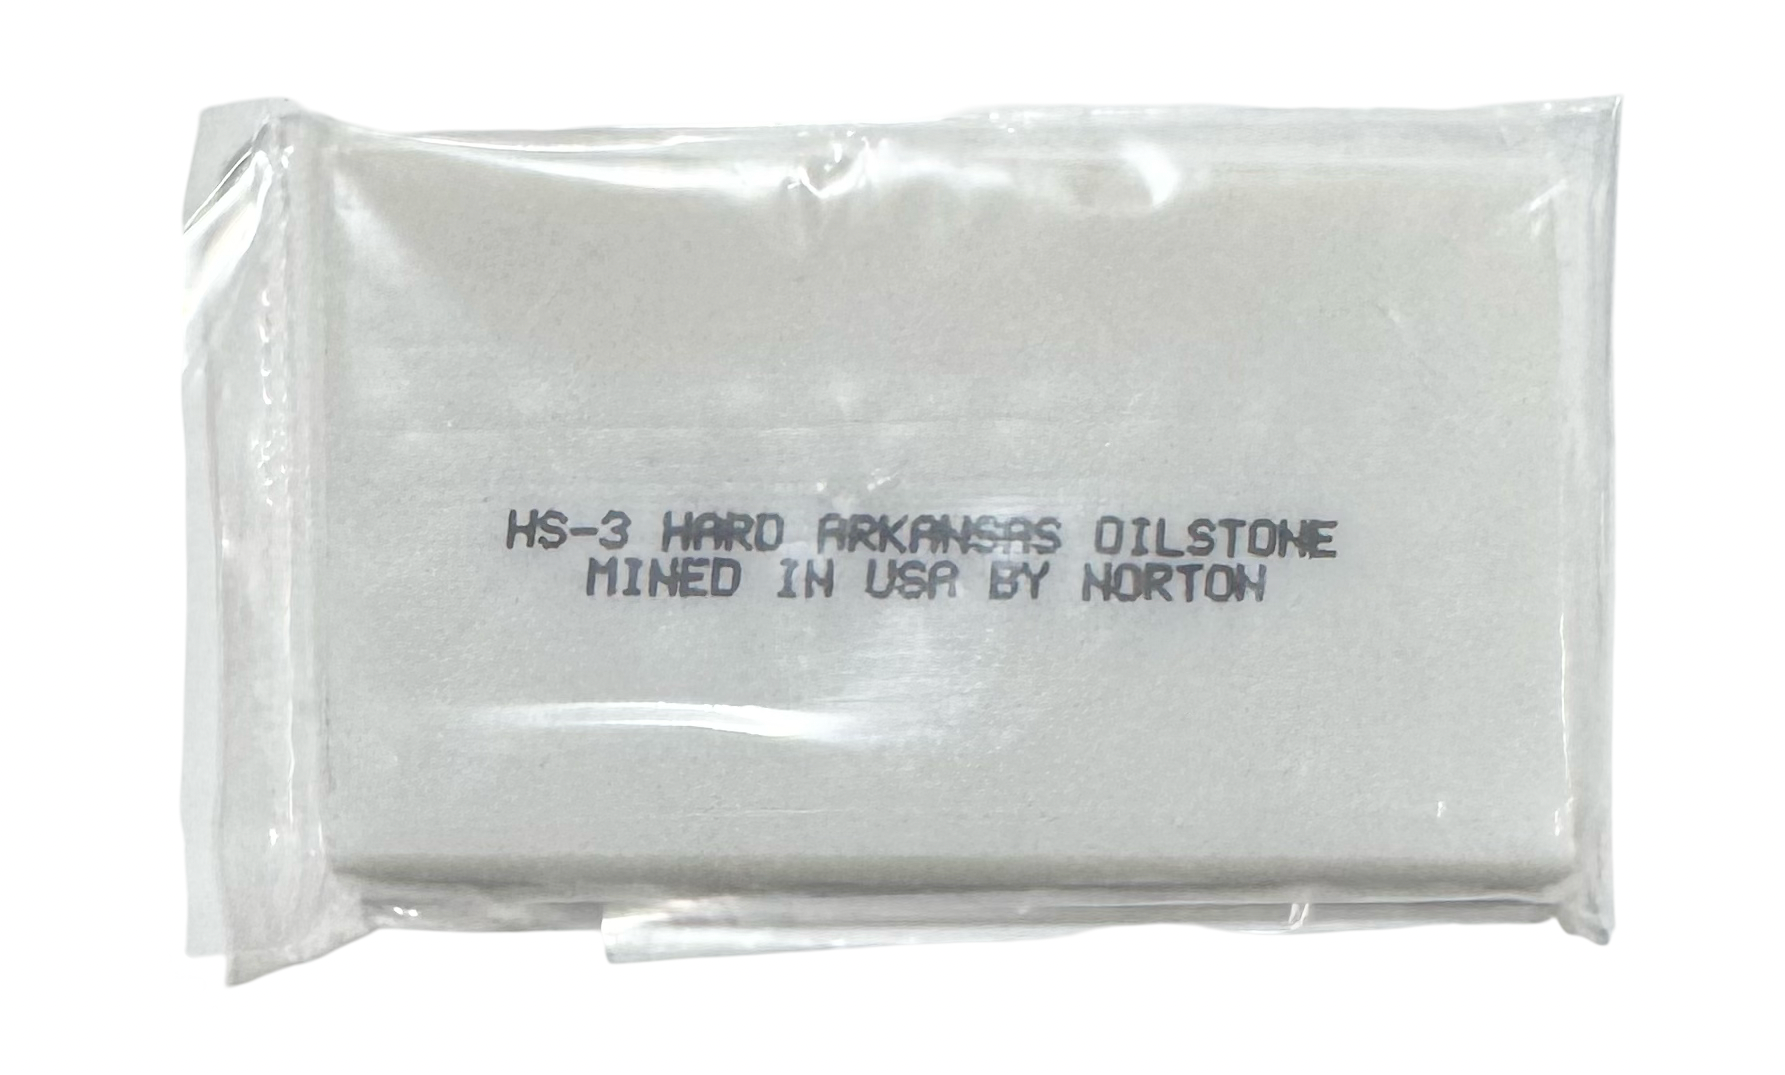 HS-3 HARD ARKANSAS OILSTONE
MINED IN USA BY NORTON